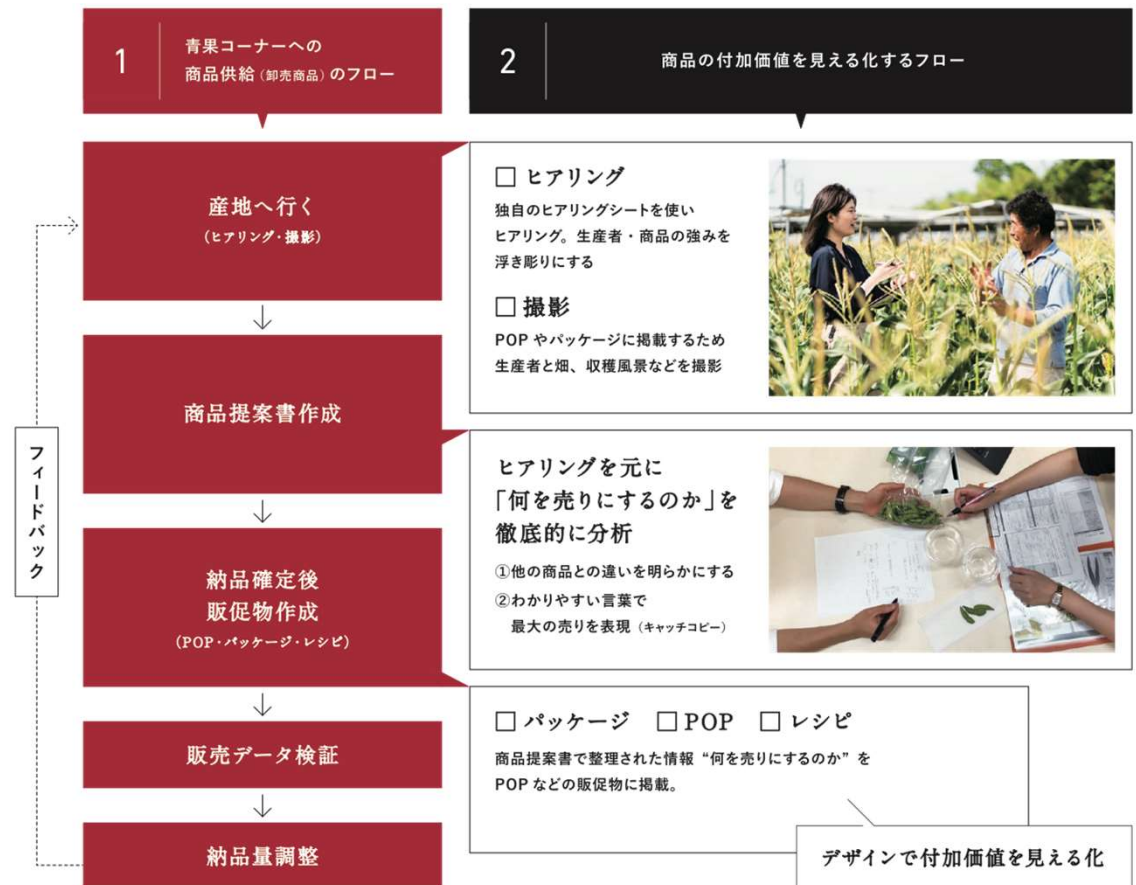 1
青果コーナーへの
商品供給(卸売商品)のフロー
2
商品の付加価値を見える化するフロー
産地へ行く
(ヒアリング・撮影)
□ ヒアリング
独自のヒアリングシートを使い
ヒアリング。生産者・商品の強みを
浮き彫りにする
□ 撮影
POP やパッケージに掲載するため
生産者と畑、収穫風景などを撮影
商品提案書作成
ヒアリングを元に
「何を売りにするのか」を
徹底的に分析
①他の商品との違いを明らかにする
②わかりやすい言葉で
最大の売りを表現(キャッチコピー)
納品確定後
販促物作成
(POP・パッケージ・レシピ)
□ パッケージ □ POP □ レシピ
商品提案書で整理された情報 “何を売りにするのか” を
POP などの販促物に掲載。
デザインで付加価値を見える化
販売データ検証
納品量調整
フィードバック